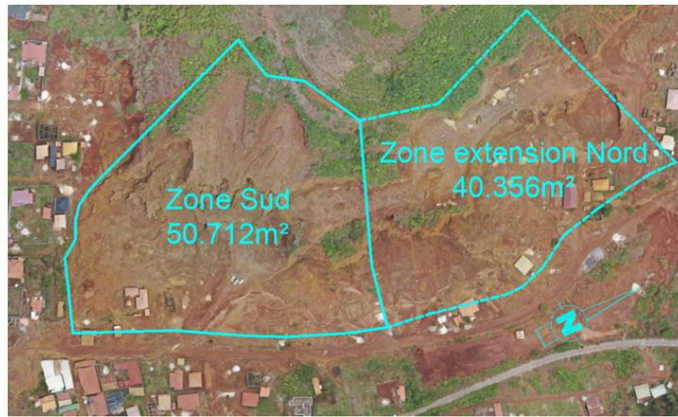 Zone Sud
50.712m²
Zone extension Nord
40.356m²
N